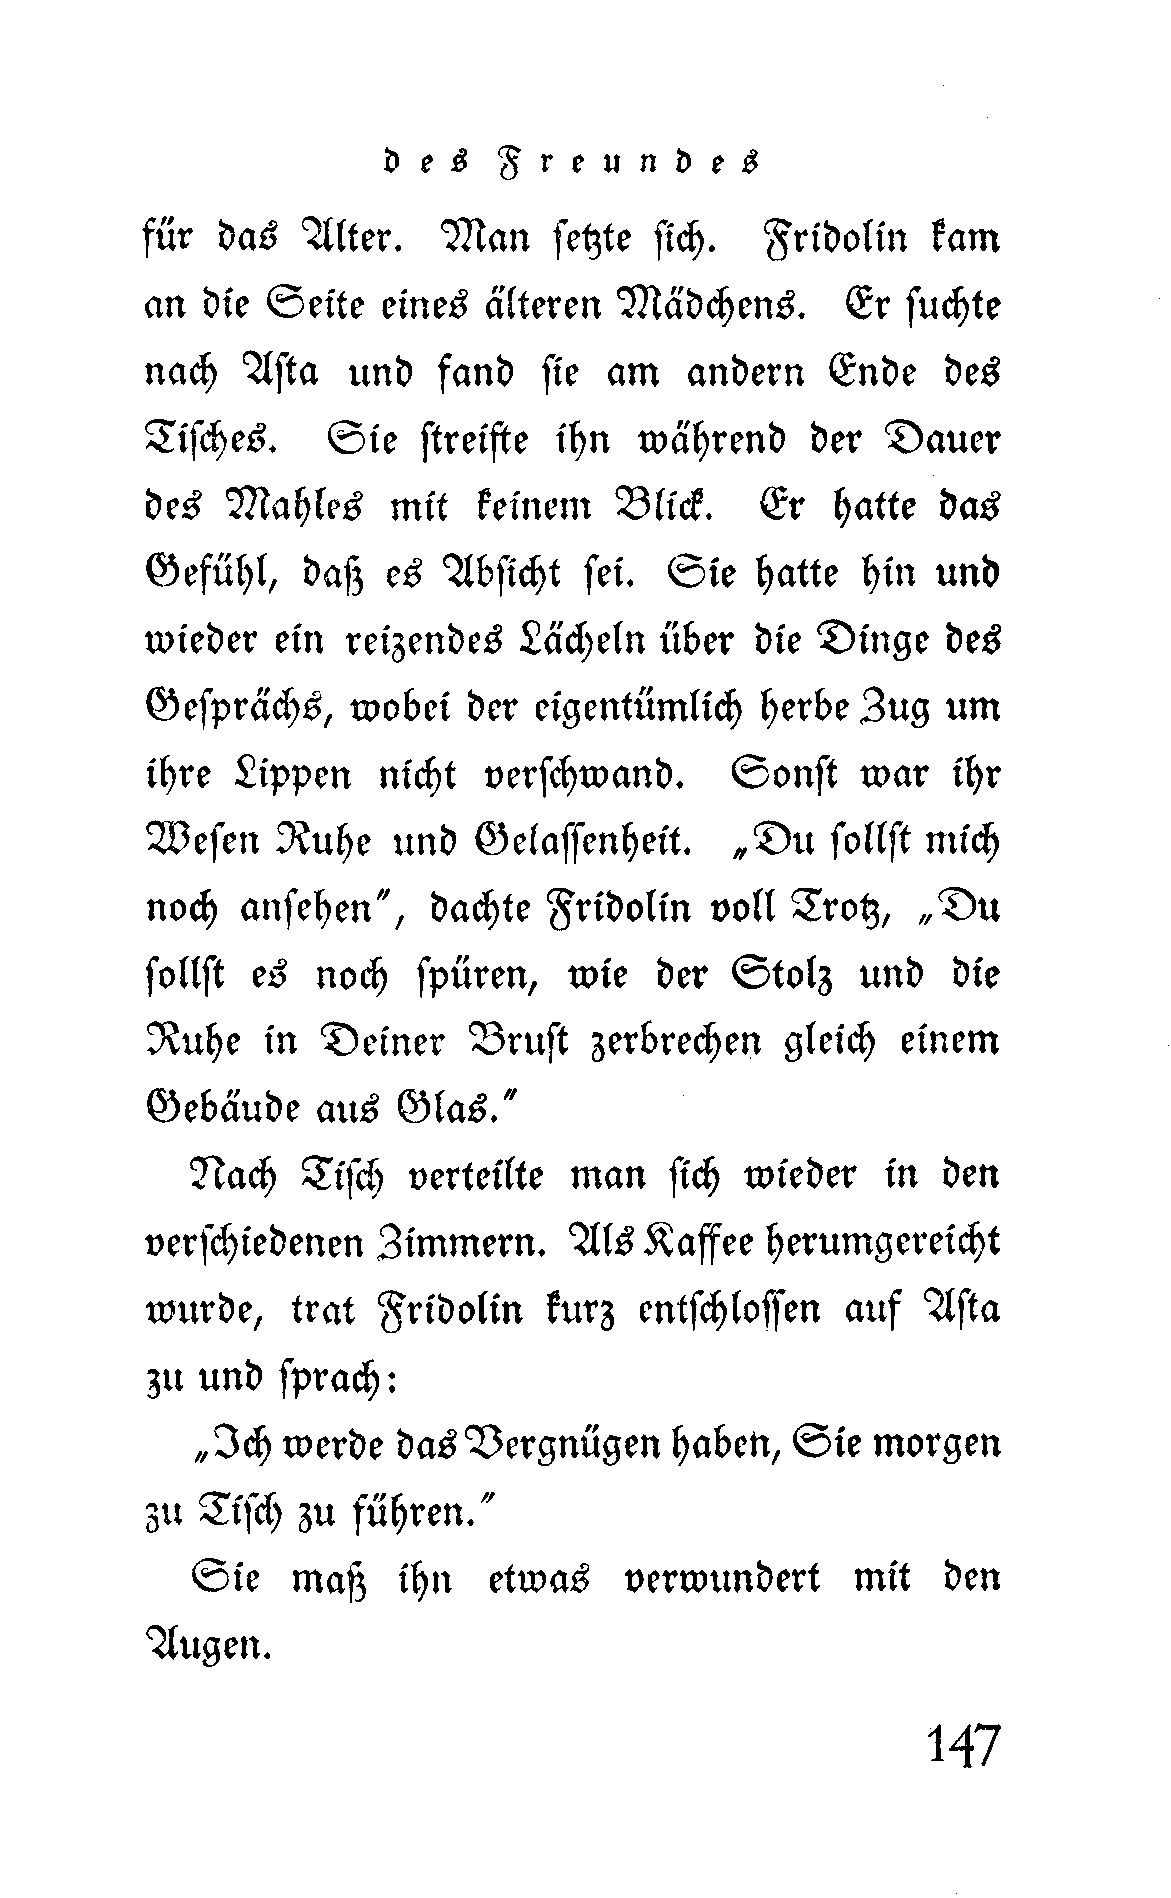 des Freundes
für das Alter. Man setzte sich. Fridolin kam
an die Seite eines älteren Mädchens. Er suchte
nach Asta und fand sie am andern Ende des
Tisches. Sie streifte ihn während der Dauer
des Mahles mit keinem Blick. Er hatte das
Gefühl, daß es Absicht sei. Sie hatte hin und
wieder ein reizendes Lächeln über die Dinge des
Gesprächs, wobei der eigentümlich herbe Zug um
ihre Lippen nicht verschwand. Sonst war ihr
Wesen Ruhe und Gelassenheit. „Du sollst mich
noch ansehen“, dachte Fridolin voll Trotz, „Du
sollst es noch spüren, wie der Stolz und die
Ruhe in Deiner Brust zerbrechen gleich einem
Gebäude aus Glas.“
Nach Tisch verteilte man sich wieder in den
verschiedenen Zimmern. Als Kaffee herumgereicht
wurde, trat Fridolin kurz entschlossen auf Asta
zu und sprach:
„Ich werde das Vergnügen haben, Sie morgen
zu Tisch zu führen.“
Sie maß ihn etwas verwundert mit den
Augen.
147